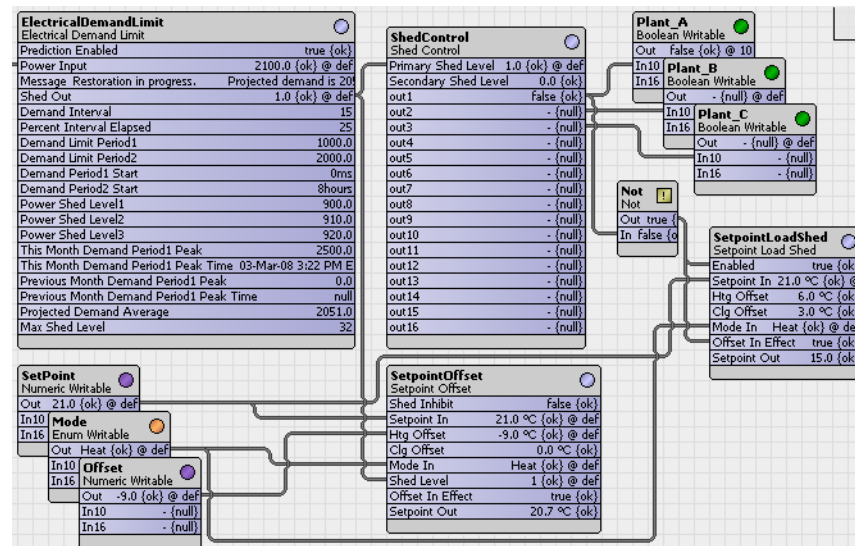 ElectricalDemandLimit
Electrical Demand Limit
Prediction Enabled true {ok}
Power Input 2100.0 {ok} @ def
Message Restoration in progress. Projected demand is 205
Shed Out 1.0 {ok} @ def
Demand Interval 15
Percent Interval Elapsed 25
Demand Limit Period1 1000.0
Demand Limit Period2 2000.0
Demand Period1 Start 0ms
Demand Period2 Start 8hours
Power Shed Level1 900.0
Power Shed Level2 910.0
Power Shed Level3 920.0
This Month Demand Period1 Peak 2500.0
This Month Demand Period1 Peak Time 03-Mar-08 3:22 PM E
Previous Month Demand Period1 Peak 0.0
Previous Month Demand Period1 Peak Time null
Projected Demand Average 2051.0
Max Shed Level 32
ShedControl
Shed Control
Primary Shed Level 1.0 {ok} @ def
Secondary Shed Level 0.0 {ok}
out1 false {ok}
out2 - {null}
out3 - {null}
out4 - {null}
out5 - {null}
out6 - {null}
out7 - {null}
out8 - {null}
out9 - {null}
out10 - {null}
out11 - {null}
out12 - {null}
out13 - {null}
out14 - {null}
out15 - {null}
out16 - {null}
Plant_A
Boolean Writable
Out false {ok} @ 10
In10
In16
Plant_B
Boolean Writable
Out - {null} @ def
In10
In16
Plant_C
Boolean Writable
Out - {null} @ def
In10 - {null}
In16 - {null}
Not
Not
Out true {
In false {o
SetpointLoadShed
Setpoint Load Shed
Enabled true {ok
Setpoint In 21.0 ºC {ok} @
Htg Offset 6.0 ºC {ok
Clg Offset 3.0 ºC {ok
Mode In Heat {ok} @ de
Offset In Effect true {ok
Setpoint Out 15.0 {ok
SetPoint
Numeric Writable
Out 21.0 {ok} @ def
In10
In16
Mode
Enum Writable
Out Heat {ok} @ def
In10
In16
Offset
Numeric Writable
Out -9.0 {ok} @ def
In10 - {null}
In16 - {null}
SetpointOffset
Setpoint Offset
Shed Inhibit false {ok}
Setpoint In 21.0 ºC {ok} @ def
Htg Offset -9.0 ºC {ok} @ def
Clg Offset 0.0 ºC {ok}
Mode In Heat {ok} @ def
Shed Level 1 {ok} @ def
Offset In Effect true {ok}
Setpoint Out 20.7 ºC {ok}